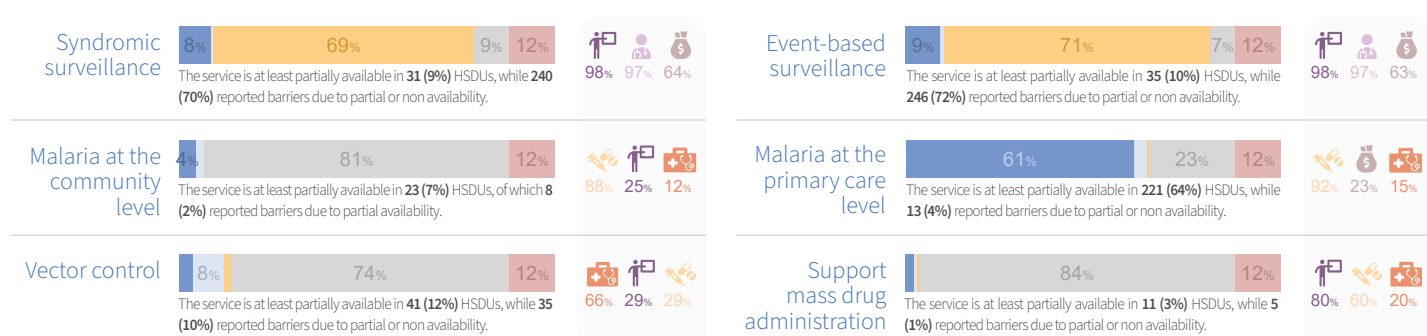 Syndromic
surveillance
8% 69% 9% 12%
The service is at least partially available in 31 (9%) HSDUs, while 240
(70%) reported barriers due to partial or non availability.
98% 97% 64%
Event-based
surveillance
9% 71% 7% 12%
The service is at least partially available in 35 (10%) HSDUs, while
246 (72%) reported barriers due to partial or non availability.
98% 97% 63%
Malaria at the
community
level
4% 81% 12%
The service is at least partially available in 23 (7%) HSDUs, of which 8
(2%) reported barriers due to partial availability.
88% 25% 12%
Malaria at the
primary care
level
61% 23% 12%
The service is at least partially available in 221 (64%) HSDUs, while
13 (4%) reported barriers due to partial or non availability.
92% 23% 15%
Vector control
8% 74% 12%
The service is at least partially available in 41 (12%) HSDUs, while 35
(10%) reported barriers due to partial or non availability.
66% 29% 29%
Support
mass drug
administration
84% 12%
The service is at least partially available in 11 (3%) HSDUs, while 5
(1%) reported barriers due to partial or non availability.
80% 60% 20%